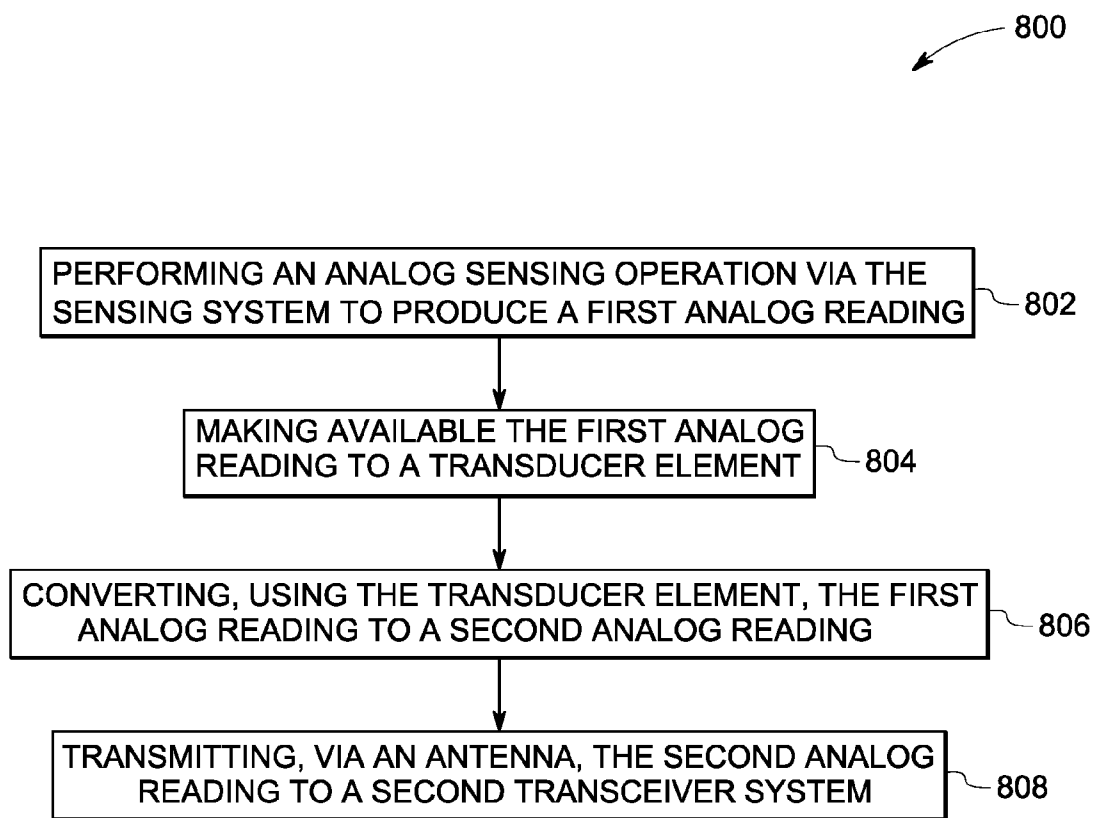 800
PERFORMING AN ANALOG SENSING OPERATION VIA THE
SENSING SYSTEM TO PRODUCE A FIRST ANALOG READING
802
MAKING AVAILABLE THE FIRST ANALOG
READING TO A TRANSDUCER ELEMENT
804
CONVERTING, USING THE TRANSDUCER ELEMENT, THE FIRST
ANALOG READING TO A SECOND ANALOG READING
806
TRANSMITTING, VIA AN ANTENNA, THE SECOND ANALOG
READING TO A SECOND TRANSCEIVER SYSTEM
808